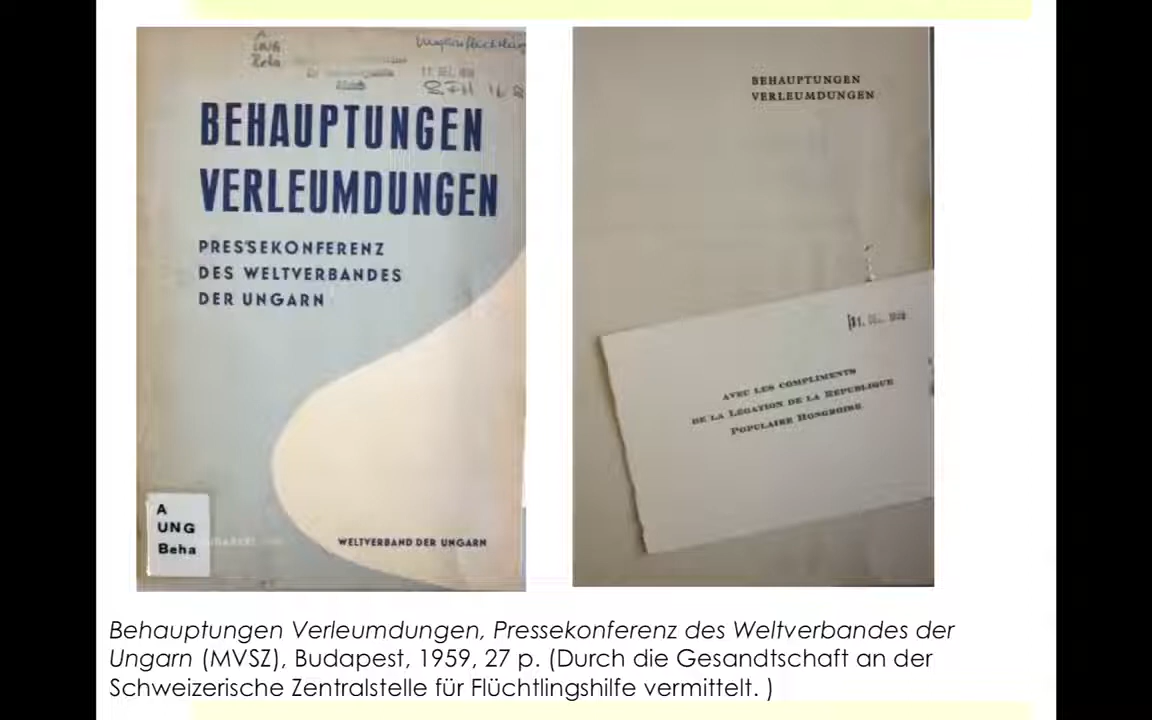 A
UNG
BEHAUPTUNGEN
VERLEUMDUNGEN
PRESSEKONFERENZ
DES WELTVERBANDES
DER UNGARN
WELTVERBAND DER UNGARN
A
UNG
Beha
BEHAUPTUNGEN
VERLEUMDUNGEN
AVEC LES COMPLIMENTS
DE LA LÉGATION DE LA RÉPUBLIQUE
POPULAIRE HONGROISE
Behauptungen Verleumdungen, Pressekonferenz des Weltverbandes der
Ungarn (MVSZ), Budapest, 1959, 27 p. (Durch die Gesandtschaft an der
Schweizerische Zentralstelle für Flüchtlingshilfe vermittelt. )